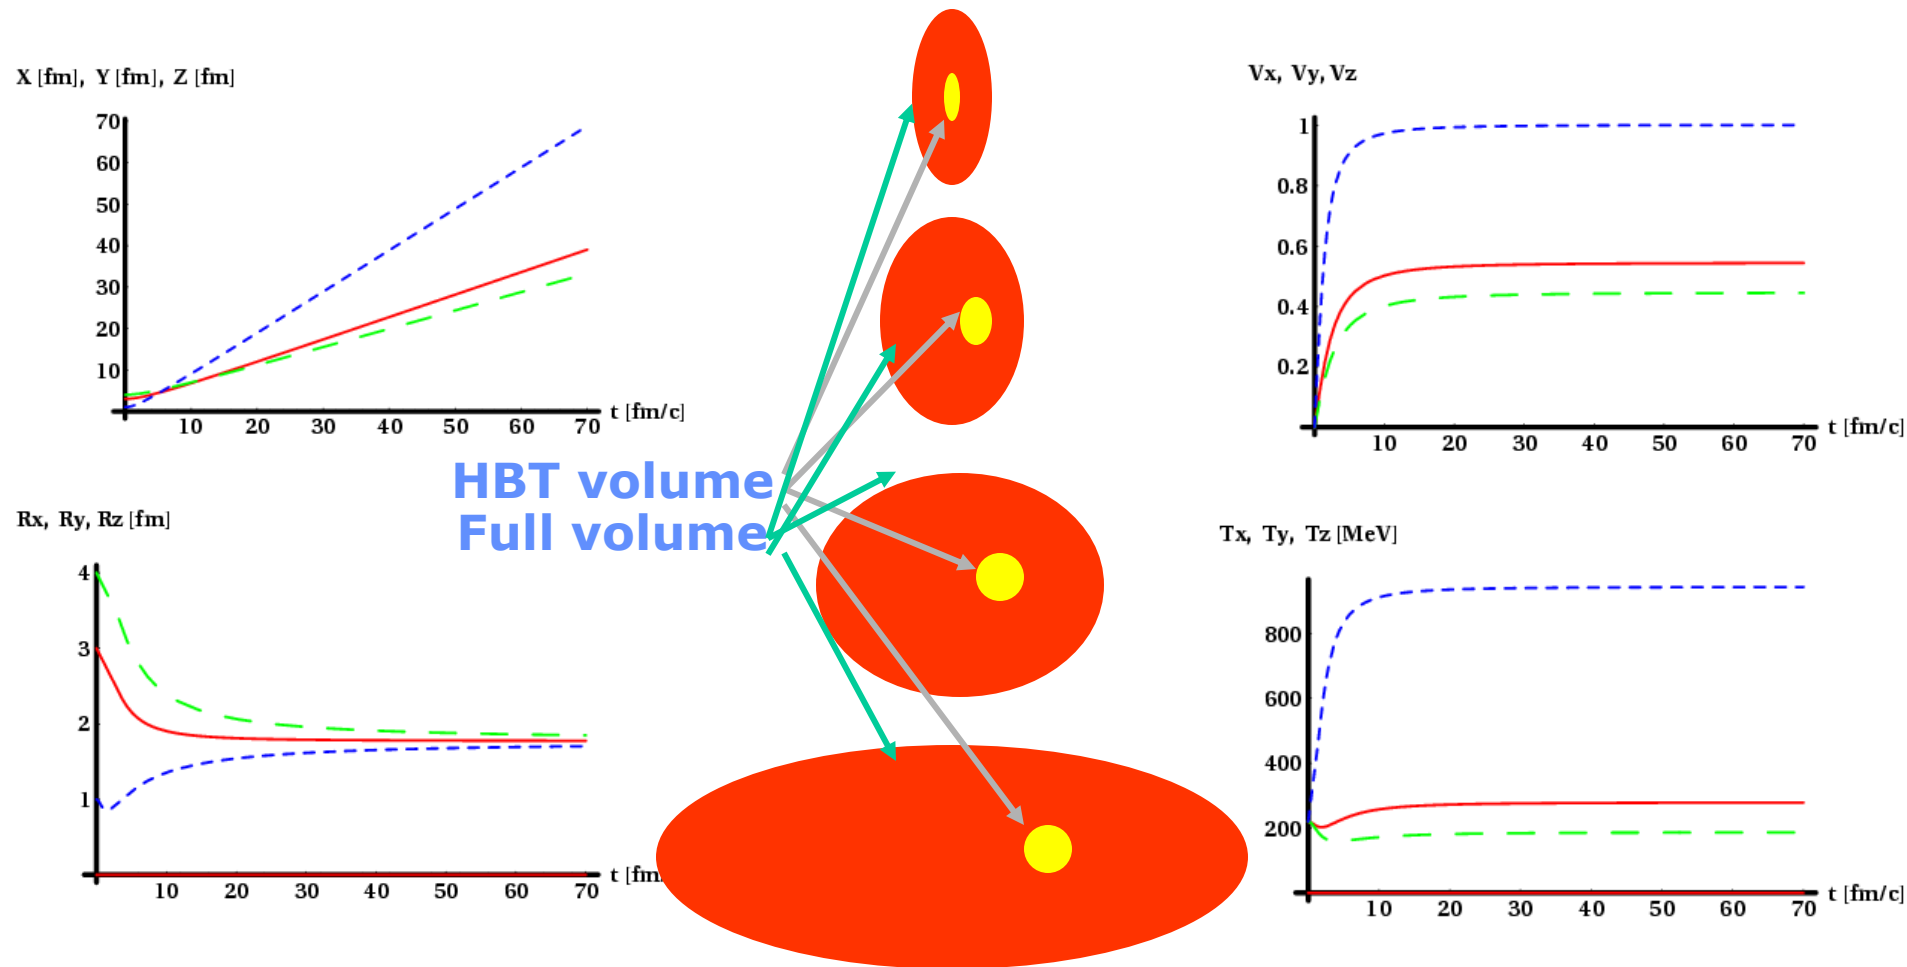 X [fm], Y [fm], Z [fm]
70
60
50
40
30
20
10
10 20 30 40 50 60 70
t [fm/c]
Vx, Vy, Vz
1
0.8
0.6
0.4
0.2
10 20 30 40 50 60 70
t [fm/c]
HBT volume
Full volume
Rx, Ry, Rz [fm]
4
3
2
1
10 20 30 40 50 60 70
t [fm
Tx, Ty, Tz [MeV]
800
600
400
200
10 20 30 40 50 60 70
t [fm/c]